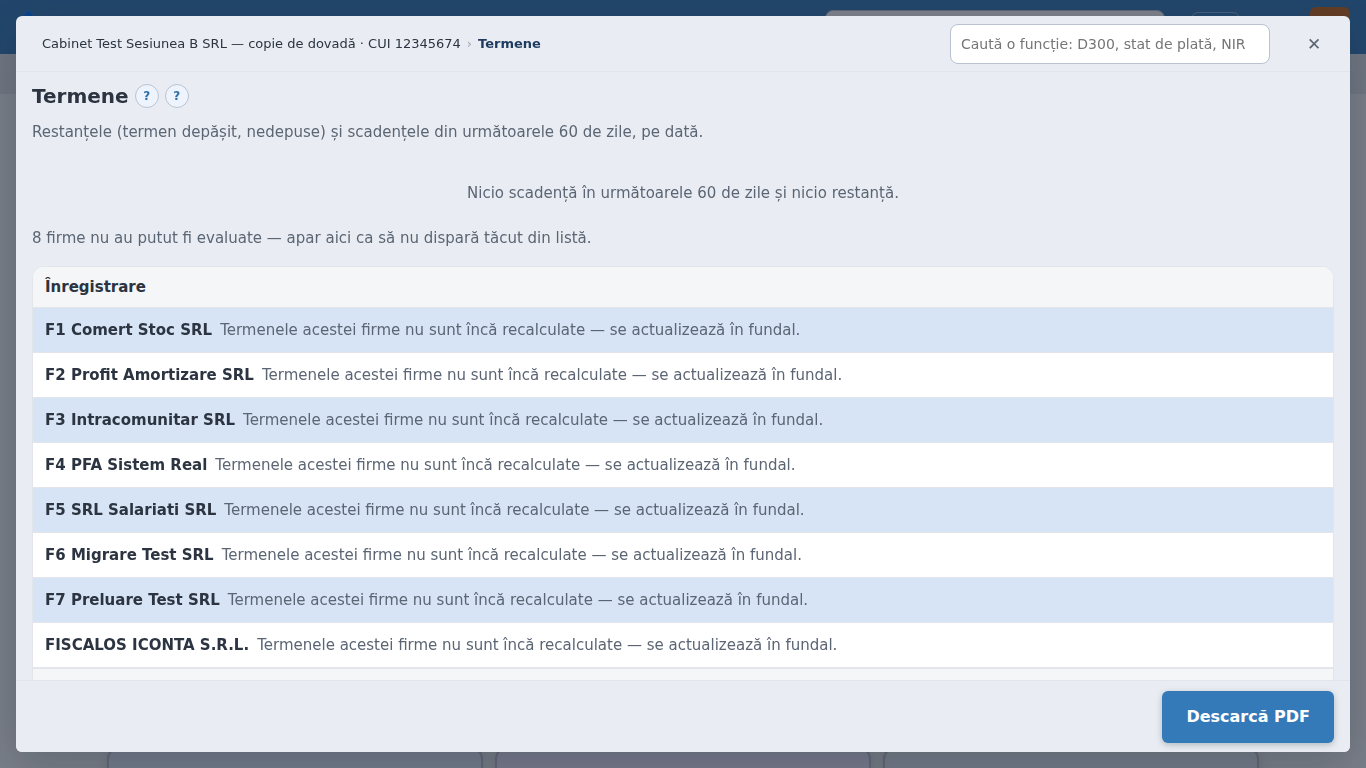 Cabinet Test Sesiunea B SRL — copie de dovadă · CUI 12345674 › Termene
Caută o funcție: D300, stat de plată, NIR
✕
Termene ? ?
Restanțele (termen depășit, nedepuse) și scadențele din următoarele 60 de zile, pe dată.
Nicio scadență în următoarele 60 de zile și nicio restanță.
8 firme nu au putut fi evaluate — apar aici ca să nu dispară tăcut din listă.
Înregistrare
F1 Comert Stoc SRL Termenele acestei firme nu sunt încă recalculate — se actualizează în fundal.
F2 Profit Amortizare SRL Termenele acestei firme nu sunt încă recalculate — se actualizează în fundal.
F3 Intracomunitar SRL Termenele acestei firme nu sunt încă recalculate — se actualizează în fundal.
F4 PFA Sistem Real Termenele acestei firme nu sunt încă recalculate — se actualizează în fundal.
F5 SRL Salariati SRL Termenele acestei firme nu sunt încă recalculate — se actualizează în fundal.
F6 Migrare Test SRL Termenele acestei firme nu sunt încă recalculate — se actualizează în fundal.
F7 Preluare Test SRL Termenele acestei firme nu sunt încă recalculate — se actualizează în fundal.
FISCALOS ICONTA S.R.L. Termenele acestei firme nu sunt încă recalculate — se actualizează în fundal.
Descarcă PDF